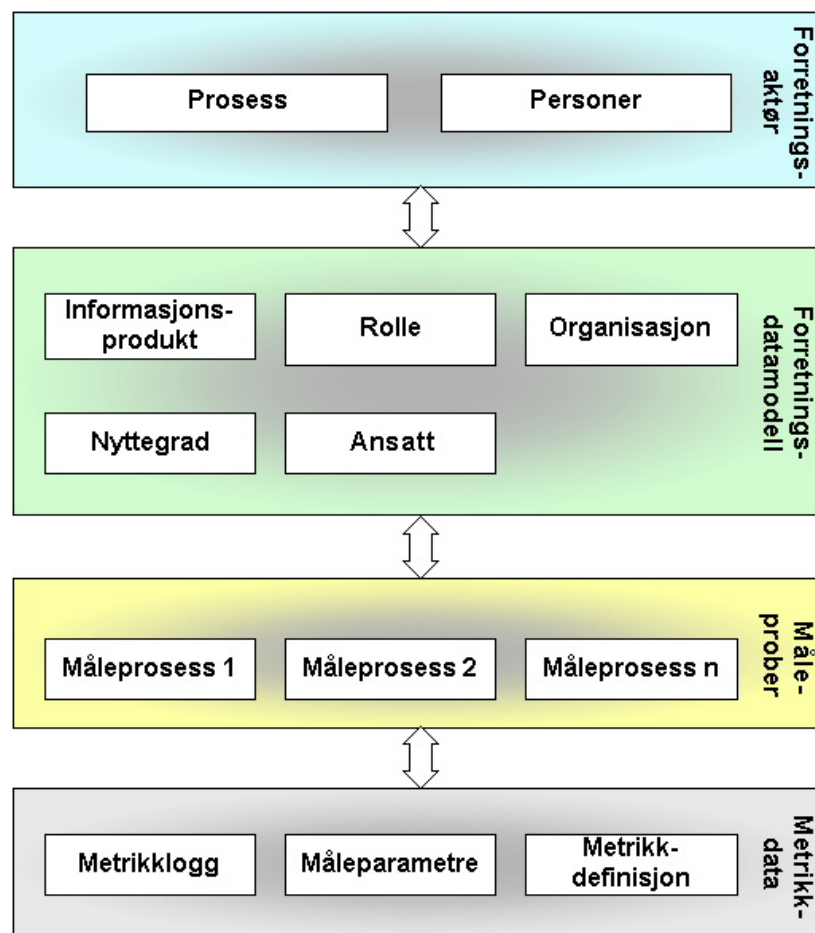 Prosess
Personer
Forretnings-
aktør
Informasjons-
produkt
Rolle
Organisasjon
Nyttegrad
Ansatt
Forretnings-
datamodell
Måleprosess 1
Måleprosess 2
Måleprosess n
Måle-
prober
Metrikklogg
Måleparametre
Metrikk-
definisjon
Metrikk-
data